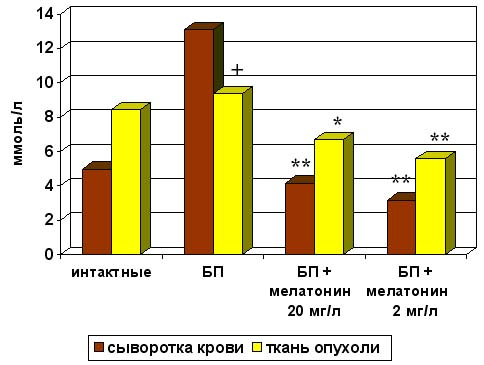 14
12
10
8
6
4
2
0
ммоль/л
+
*
**
**
**
интактные
БП
БП +
мелатонин
20 мг/л
БП +
мелатонин
2 мг/л
сыворотка крови
ткань опухоли